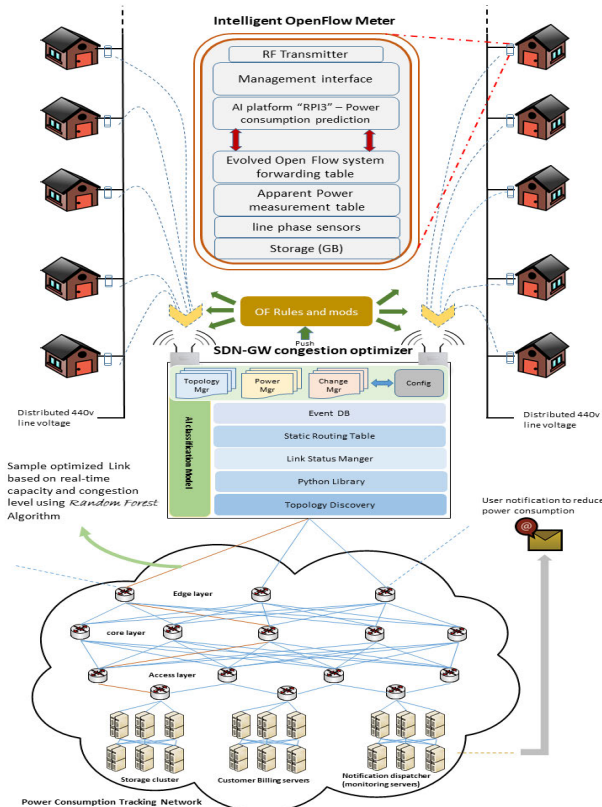 Intelligent OpenFlow Meter
RF Transmitter
Management interface
AI platform “RPI3” – Power
consumption prediction
Evolved Open Flow system
forwarding table
Apparent Power
measurement table
line phase sensors
Storage (GB)
OF Rules and mods
Push
SDN-GW congestion optimizer
Topology
Mgr
Power
Mgr
Change
Mgr
Config
AI classification Model
Event DB
Static Routing Table
Link Status Manger
Python Library
Topology Discovery
Distributed 440v
line voltage
Distributed 440v
line voltage
Sample optimized Link
based on real-time
capacity and congestion
level using Random Forest
Algorithm
User notification to reduce
power consumption
@
Edge layer
core layer
Access layer
Storage cluster
Customer Billing servers
Notification dispatcher
(monitoring servers)
Power Consumption Tracking Network